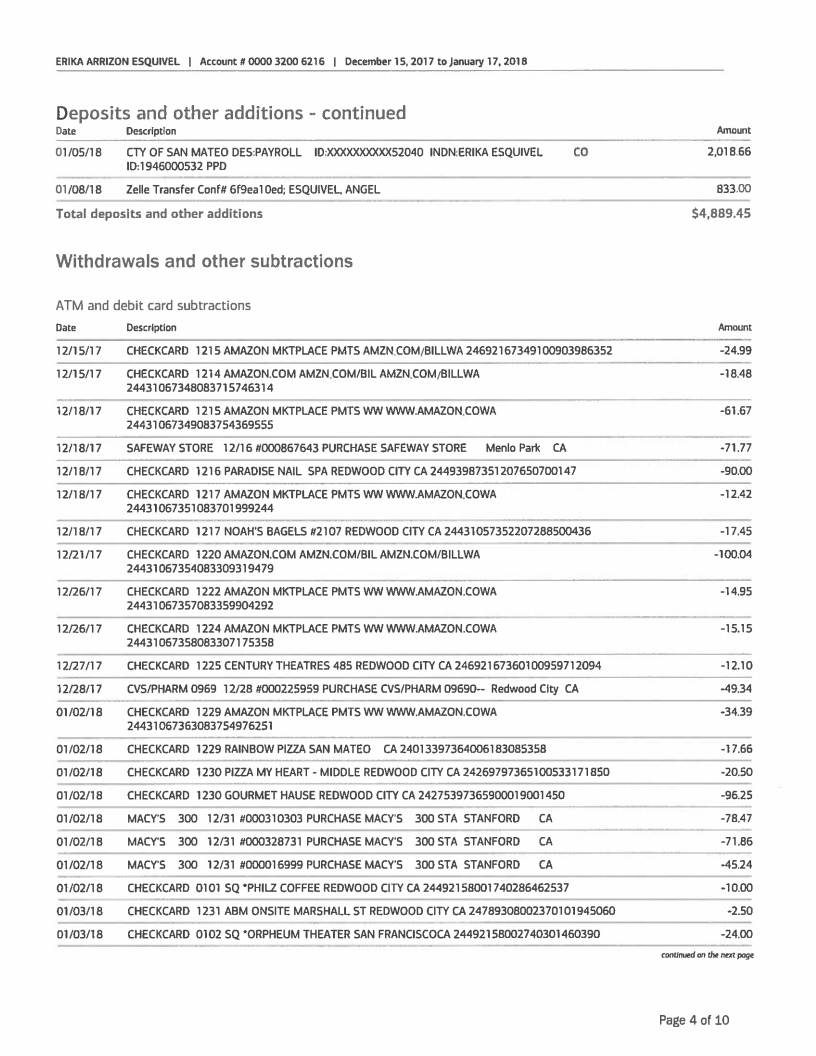 ERIKA ARRIZON ESQUIVEL | Account # 0000 3200 6216 | December 15, 2017 to January 17, 2018
Deposits and other additions - continued
Date Description Amount
01/05/18 CTY OF SAN MATEO DES:PAYROLL ID:XXXXXXXXXX52040 INDN:ERIKA ESQUIVEL CO 2,018.66
ID:1946000532 PPD
01/08/18 Zelle Transfer Conf# 6f9ea10ed; ESQUIVEL, ANGEL 833.00
Total deposits and other additions $4,889.45
Withdrawals and other subtractions
ATM and debit card subtractions
Date Description Amount
12/15/17 CHECKCARD 1215 AMAZON MKTPLACE PMTS AMZN.COM/BILLWA 24692167349100903986352 -24.99
12/15/17 CHECKCARD 1214 AMAZON.COM AMZN.COM/BIL AMZN.COM/BILLWA -18.48
24431067348083715746314
12/18/17 CHECKCARD 1215 AMAZON MKTPLACE PMTS WW WWW.AMAZON.COWA -61.67
24431067349083754369555
12/18/17 SAFEWAY STORE 12/16 #000867643 PURCHASE SAFEWAY STORE Menlo Park CA -71.77
12/18/17 CHECKCARD 1216 PARADISE NAIL SPA REDWOOD CITY CA 24493987351207650700147 -90.00
12/18/17 CHECKCARD 1217 AMAZON MKTPLACE PMTS WW WWW.AMAZON.COWA -12.42
24431067351083701999244
12/18/17 CHECKCARD 1217 NOAH'S BAGELS #2107 REDWOOD CITY CA 24431057352207288500436 -17.45
12/21/17 CHECKCARD 1220 AMAZON.COM AMZN.COM/BIL AMZN.COM/BILLWA -100.04
24431067354083309319479
12/26/17 CHECKCARD 1222 AMAZON MKTPLACE PMTS WW WWW.AMAZON.COWA -14.95
24431067357083359904292
12/26/17 CHECKCARD 1224 AMAZON MKTPLACE PMTS WW WWW.AMAZON.COWA -15.15
24431067358083307175358
12/27/17 CHECKCARD 1225 CENTURY THEATRES 485 REDWOOD CITY CA 24692167360100959712094 -12.10
12/28/17 CVS/PHARM 0969 12/28 #000225959 PURCHASE CVS/PHARM 09690-- Redwood City CA -49.34
01/02/18 CHECKCARD 1229 AMAZON MKTPLACE PMTS WW WWW.AMAZON.COWA -34.39
24431067363083754976251
01/02/18 CHECKCARD 1229 RAINBOW PIZZA SAN MATEO CA 24013397364006183085358 -17.66
01/02/18 CHECKCARD 1230 PIZZA MY HEART - MIDDLE REDWOOD CITY CA 24269797365100533171850 -20.50
01/02/18 CHECKCARD 1230 GOURMET HAUSE REDWOOD CITY CA 24275397365900019001450 -96.25
01/02/18 MACY'S 300 12/31 #000310303 PURCHASE MACY'S 300 STA STANFORD CA -78.47
01/02/18 MACY'S 300 12/31 #000328731 PURCHASE MACY'S 300 STA STANFORD CA -71.86
01/02/18 MACY'S 300 12/31 #000016999 PURCHASE MACY'S 300 STA STANFORD CA -45.24
01/02/18 CHECKCARD 0101 SQ *PHILZ COFFEE REDWOOD CITY CA 24492158001740286462537 -10.00
01/03/18 CHECKCARD 1231 ABM ONSITE MARSHALL ST REDWOOD CITY CA 24789308002370101945060 -2.50
01/03/18 CHECKCARD 0102 SQ *ORPHEUM THEATER SAN FRANCISCOCA 24492158002740301460390 -24.00
continued on the next page
Page 4 of 10